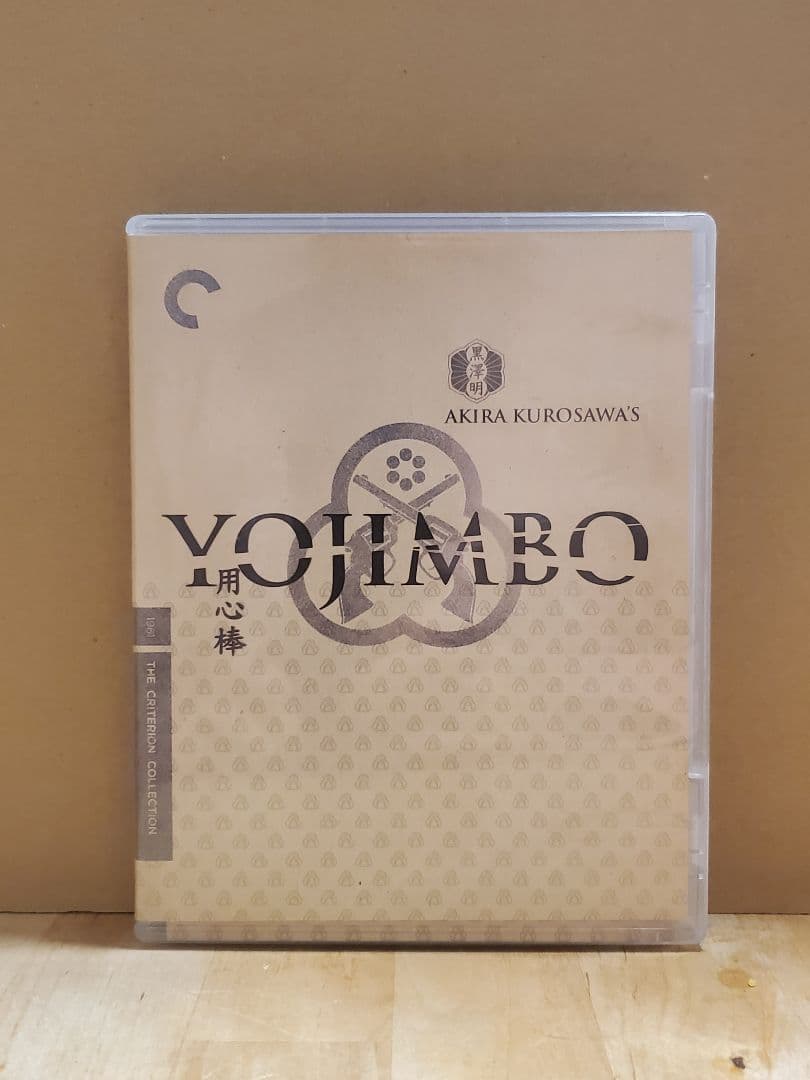 黒澤明
AKIRA KUROSAWA'S
YOJIMBO
用心棒
1961
THE CRITERION COLLECTION